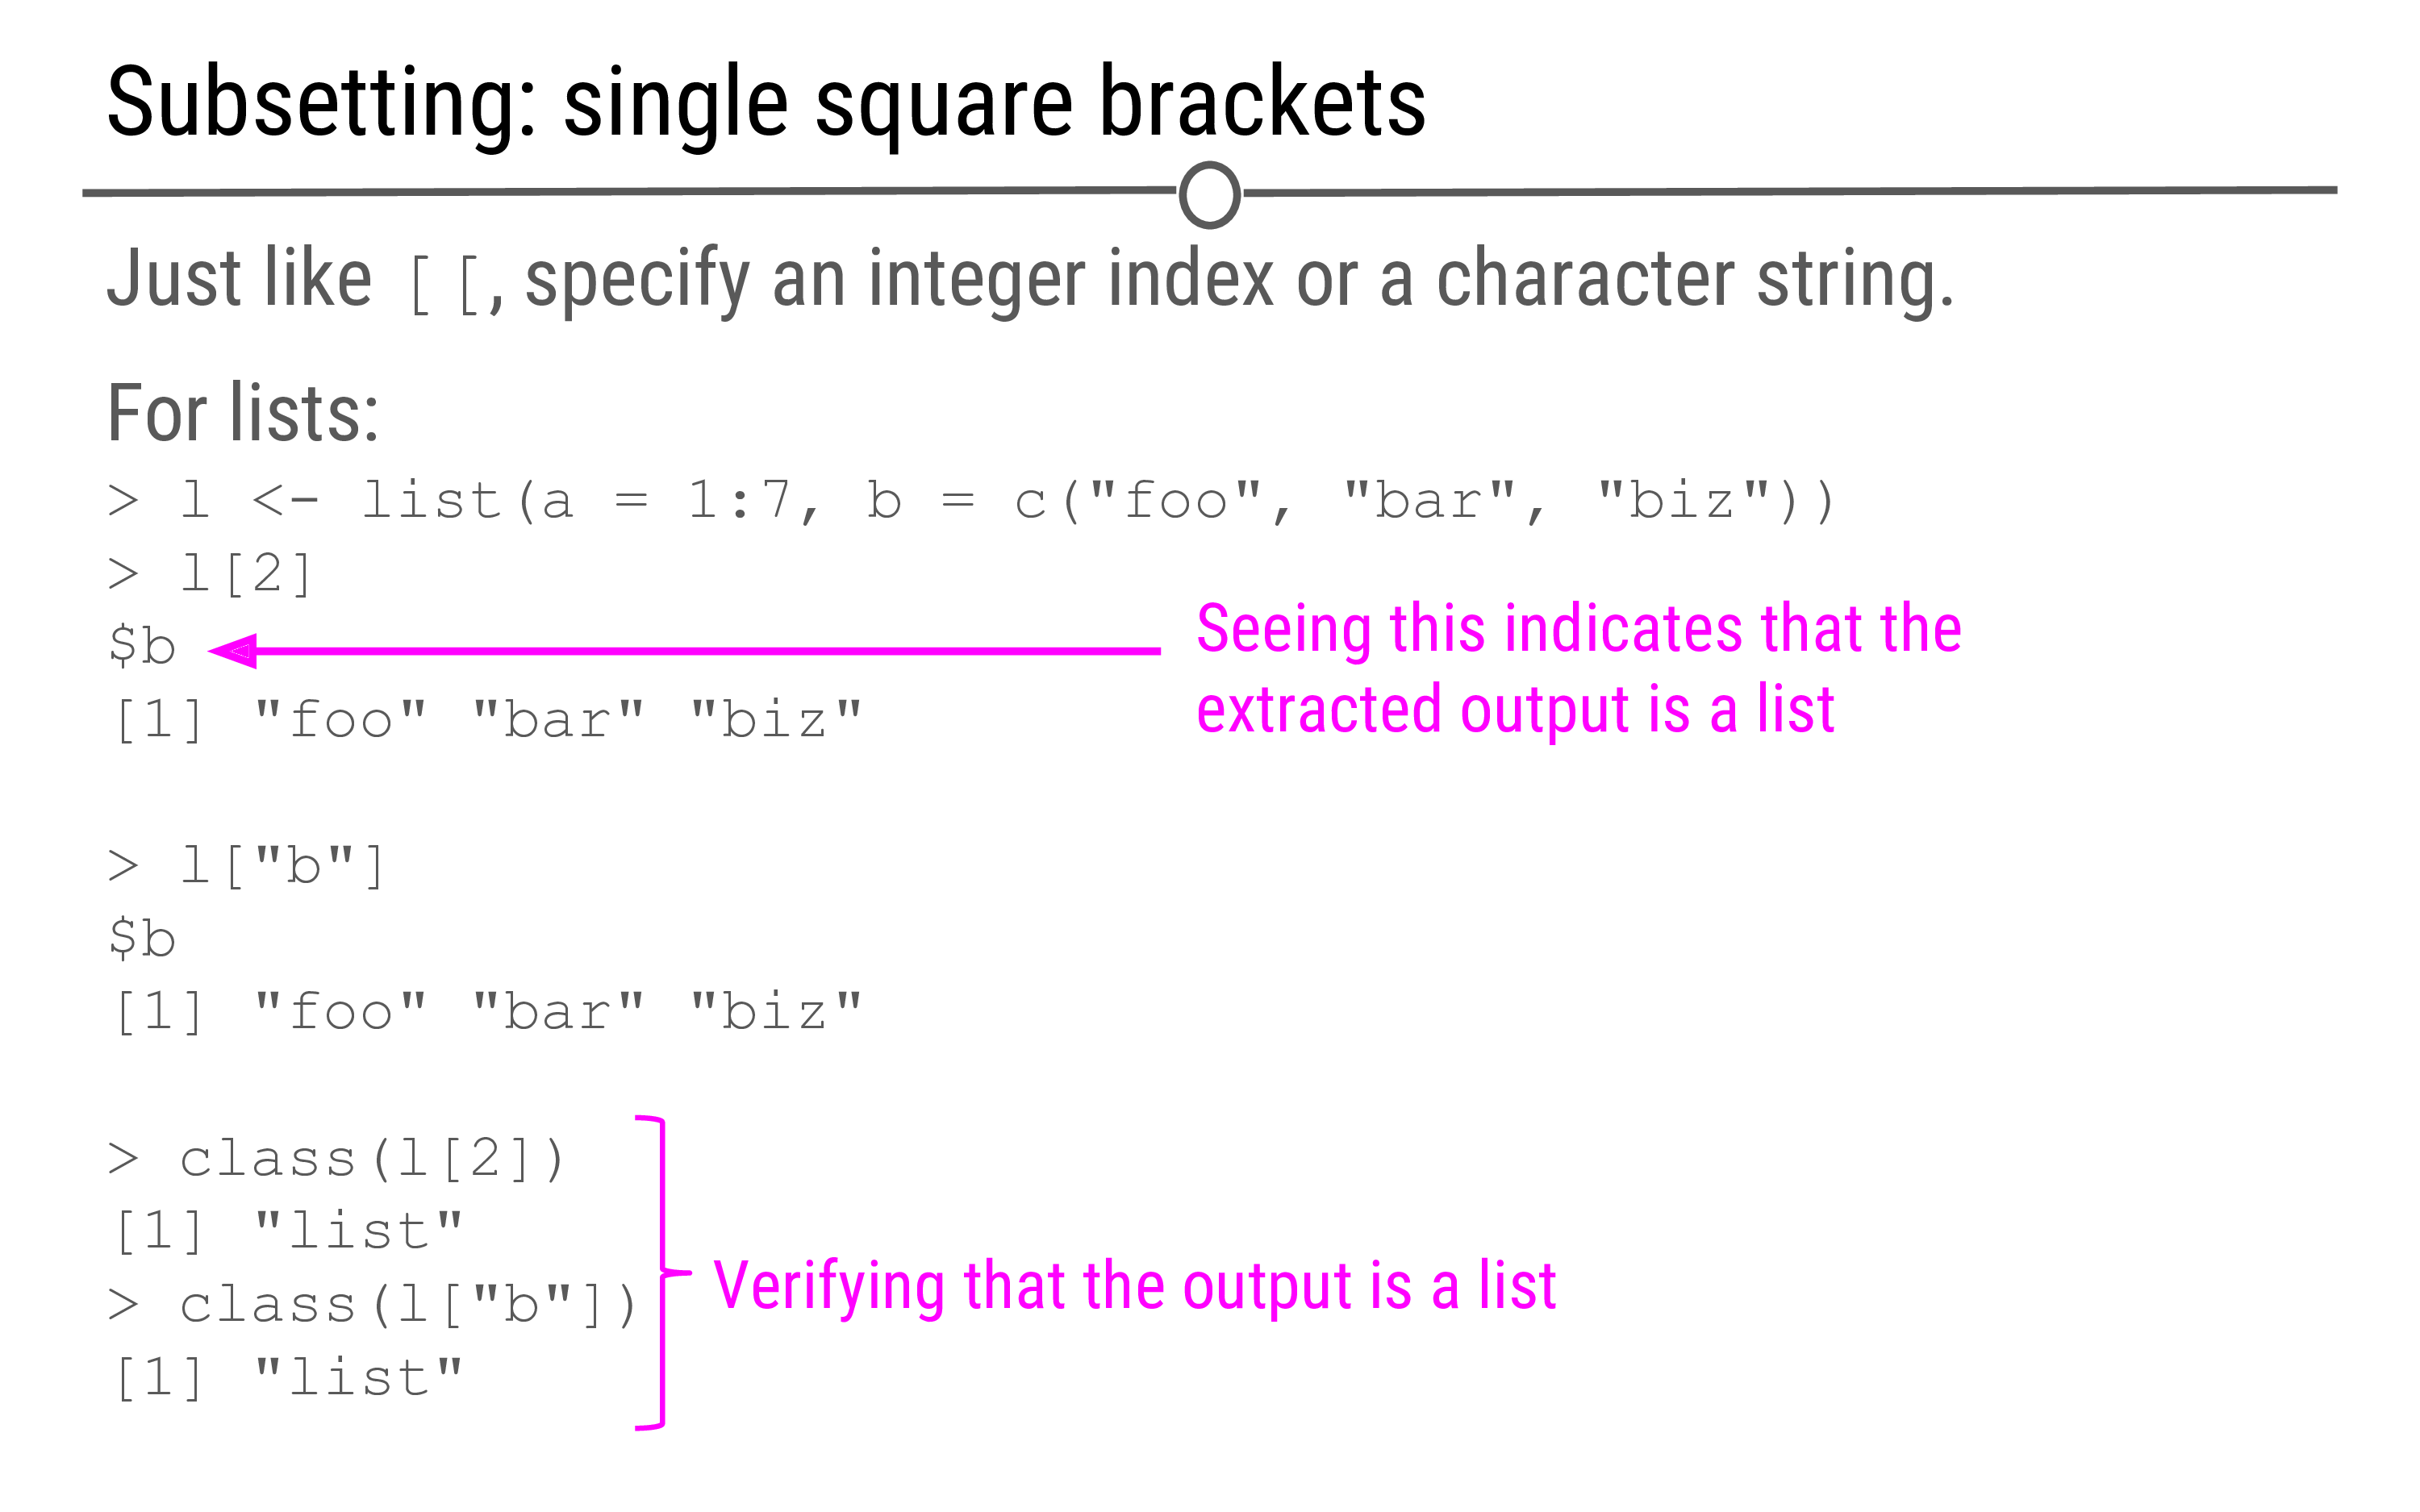 Subsetting: single square brackets
Just like [[, specify an integer index or a character string.
For lists:
> l <- list(a = 1:7, b = c("foo", "bar", "biz"))
> l[2]
$b
[1] "foo" "bar" "biz"
Seeing this indicates that the
extracted output is a list
> l["b"]
$b
[1] "foo" "bar" "biz"
> class(l[2])
[1] "list"
> class(l["b"])
[1] "list"
Verifying that the output is a list